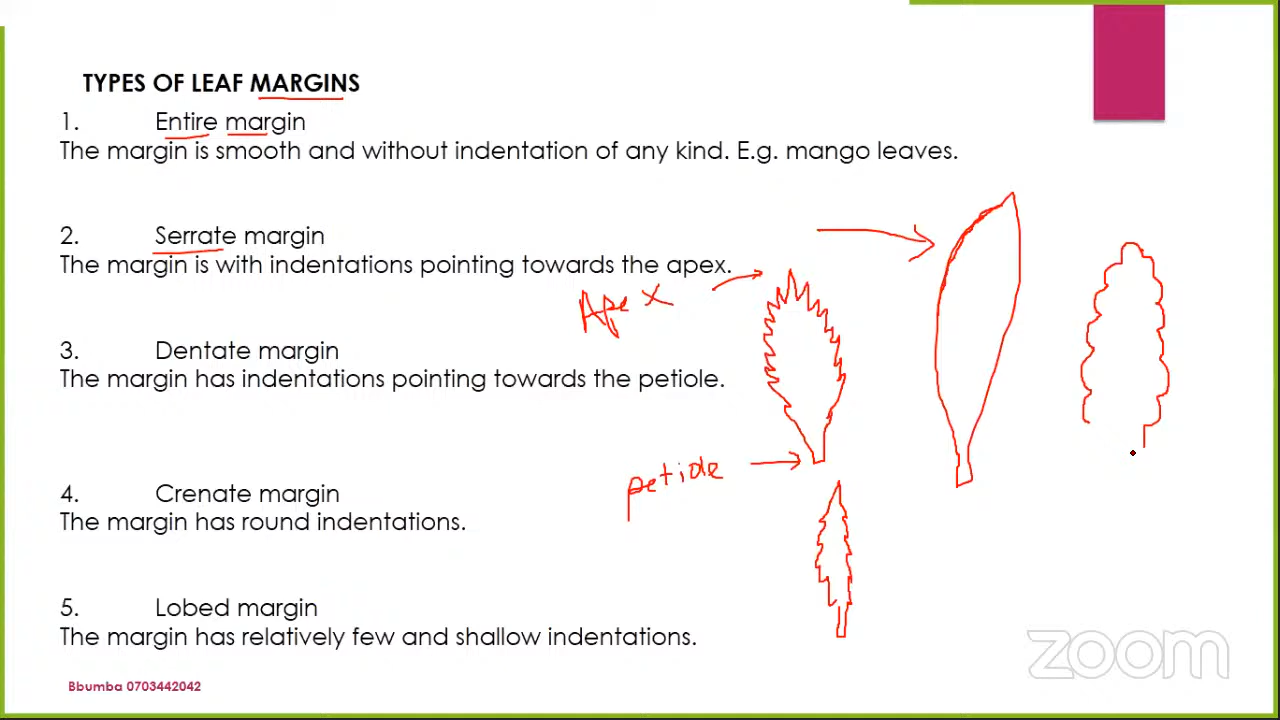 TYPES OF LEAF MARGINS
1. Entire margin
The margin is smooth and without indentation of any kind. E.g. mango leaves.
2. Serrate margin
The margin is with indentations pointing towards the apex.
Apex
3. Dentate margin
The margin has indentations pointing towards the petiole.
petiole
4. Crenate margin
The margin has round indentations.
5. Lobed margin
The margin has relatively few and shallow indentations.
zoom
Bbumba 0703442042